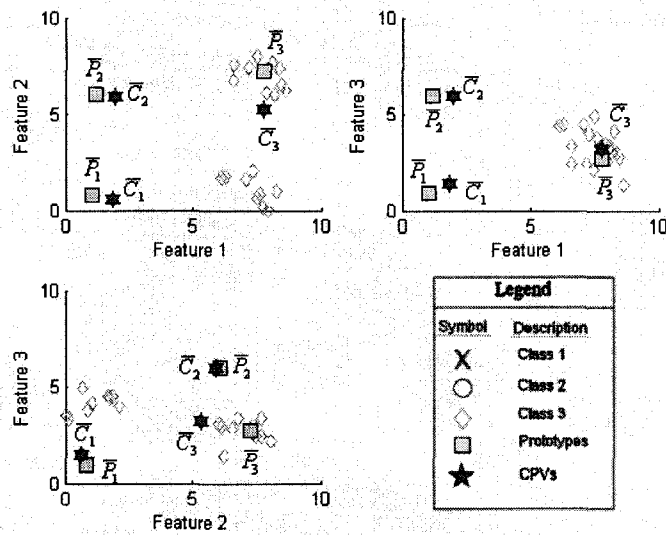 10
5
0
0
5
10
Feature 2
Feature 1
P̅₃
P̅₂
C̅₂
C̅₃
P̅₁
C̅₁
10
5
0
0
5
10
Feature 3
Feature 1
C̅₂
P̅₂
C̅₃
P̅₁
C̅₁
P̅₃
10
5
0
0
5
10
Feature 3
Feature 2
C̅₂ P̅₂
C̅₁
C̅₃
P̅₁
P̅₃
Legend
Symbol Description
Class 1
Class 2
Class 3
Prototypes
CPVs